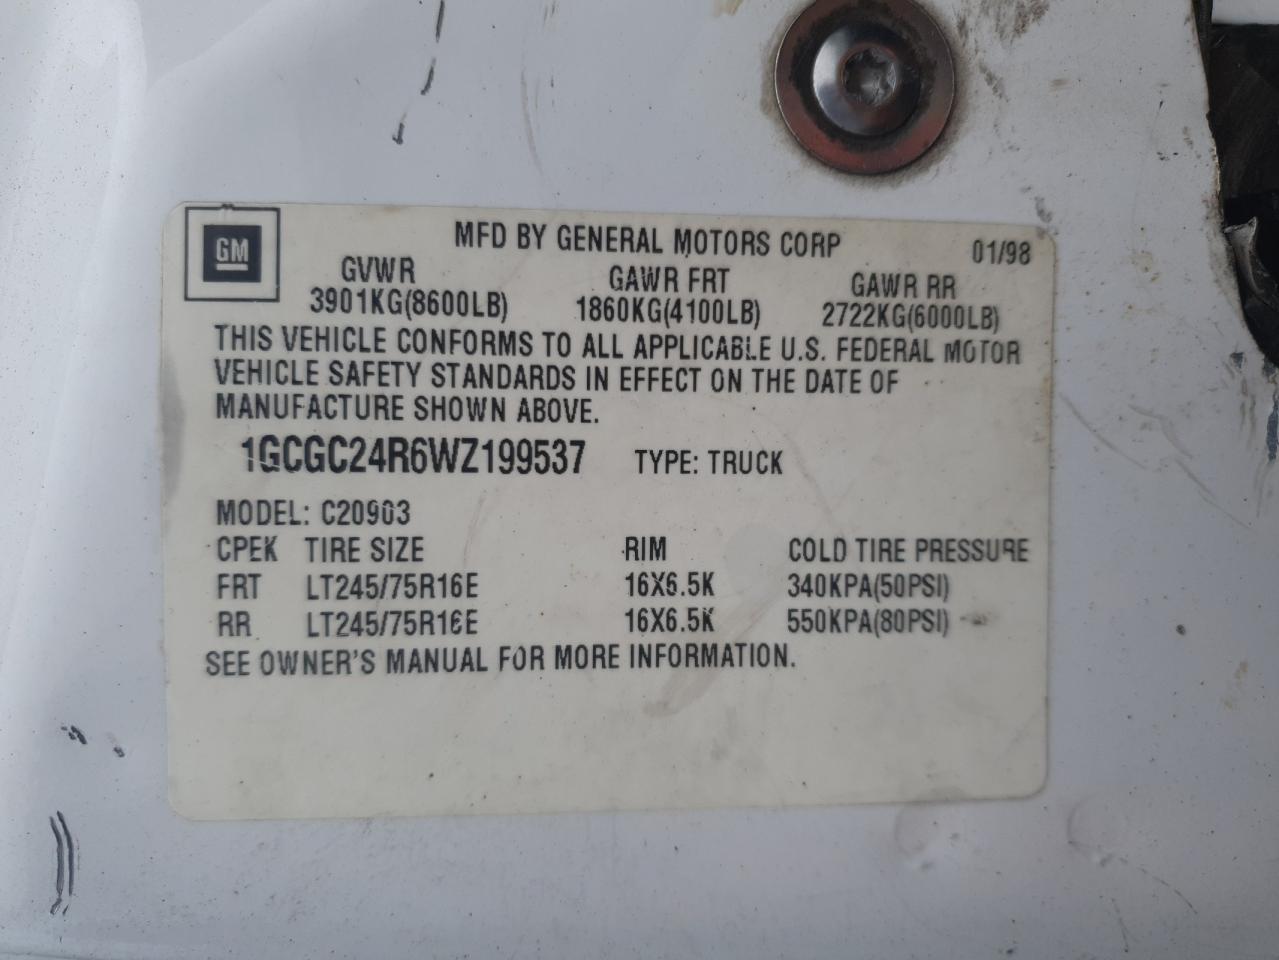 GM
MFD BY GENERAL MOTORS CORP 01/98
GVWR GAWR FRT GAWR RR
3901KG(8600LB) 1860KG(4100LB) 2722KG(6000LB)
THIS VEHICLE CONFORMS TO ALL APPLICABLE U.S. FEDERAL MOTOR
VEHICLE SAFETY STANDARDS IN EFFECT ON THE DATE OF
MANUFACTURE SHOWN ABOVE.
1GCGC24R6WZ199537 TYPE: TRUCK
MODEL: C20903
CPEK TIRE SIZE RIM COLD TIRE PRESSURE
FRT LT245/75R16E 16X6.5K 340KPA(50PSI)
RR LT245/75R16E 16X6.5K 550KPA(80PSI)
SEE OWNER'S MANUAL FOR MORE INFORMATION.